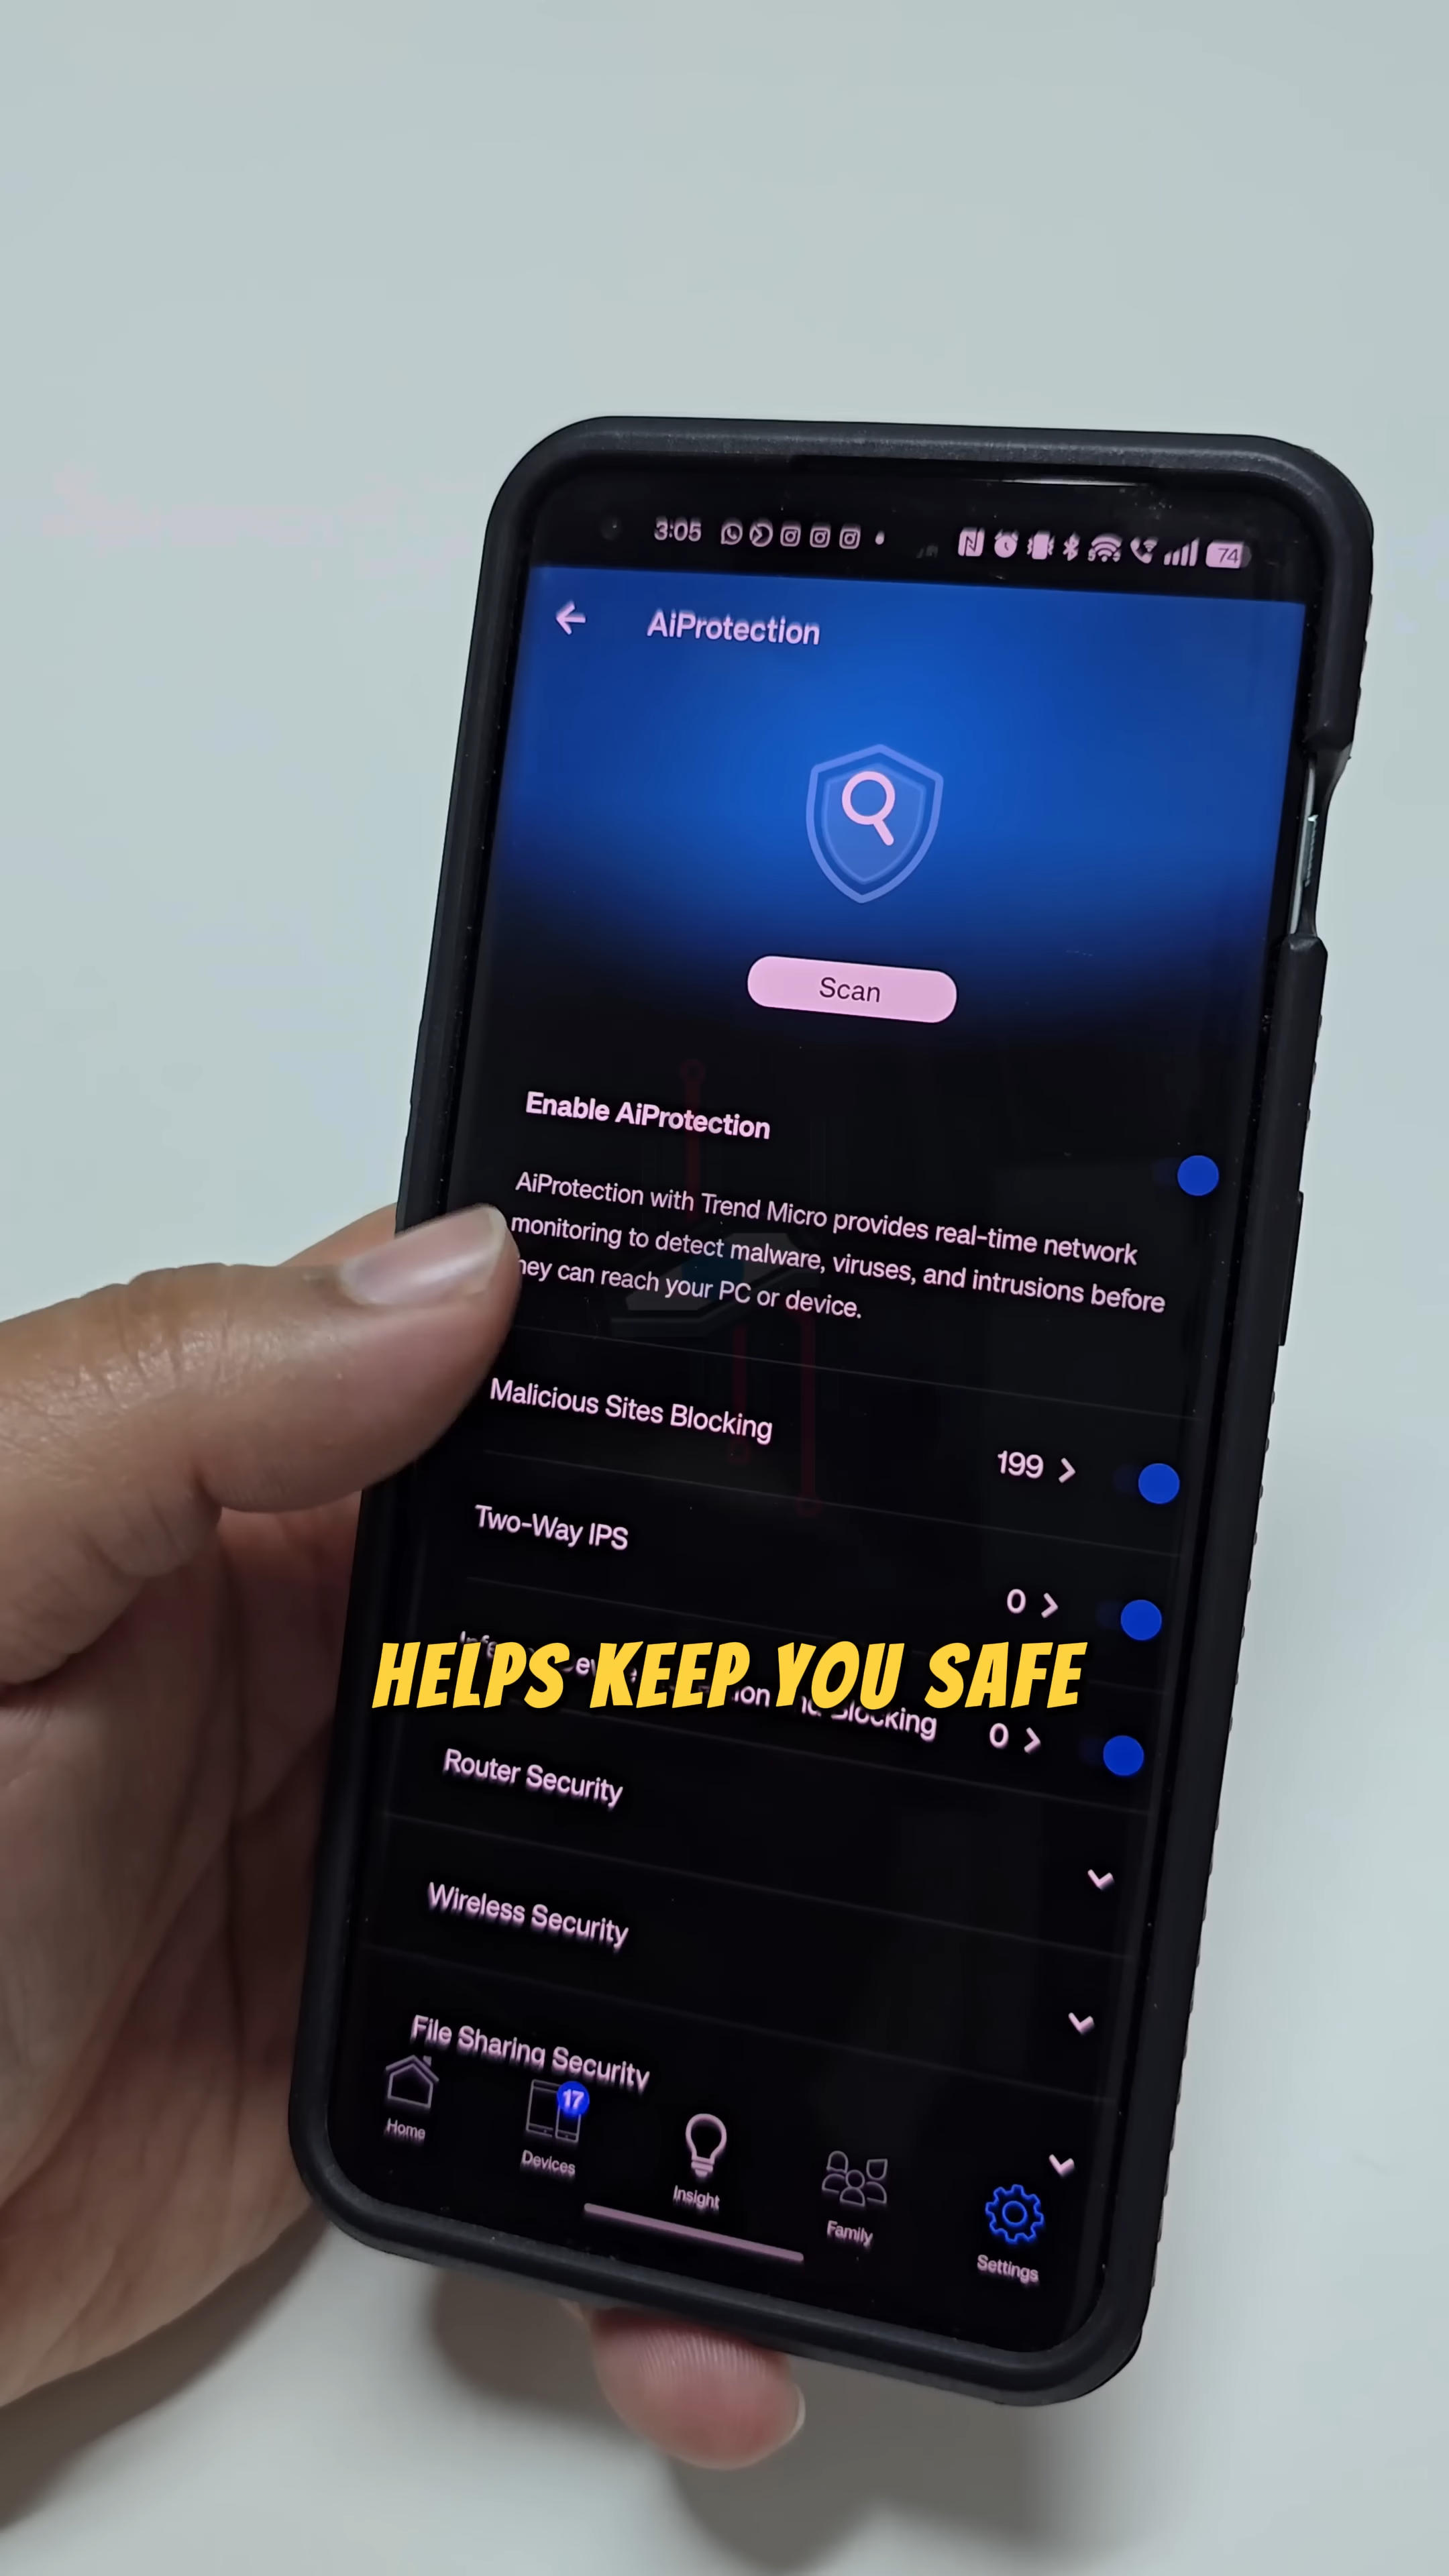 3:05
74
AiProtection
Scan
Enable AiProtection
AiProtection with Trend Micro provides real-time network
monitoring to detect malware, viruses, and intrusions before
hey can reach your PC or device.
Malicious Sites Blocking
199
Two-Way IPS
0
HELPS KEEP YOU SAFE
Blocking
0
Router Security
Wireless Security
File Sharing Security
Home
17
Devices
Insight
Family
Settings